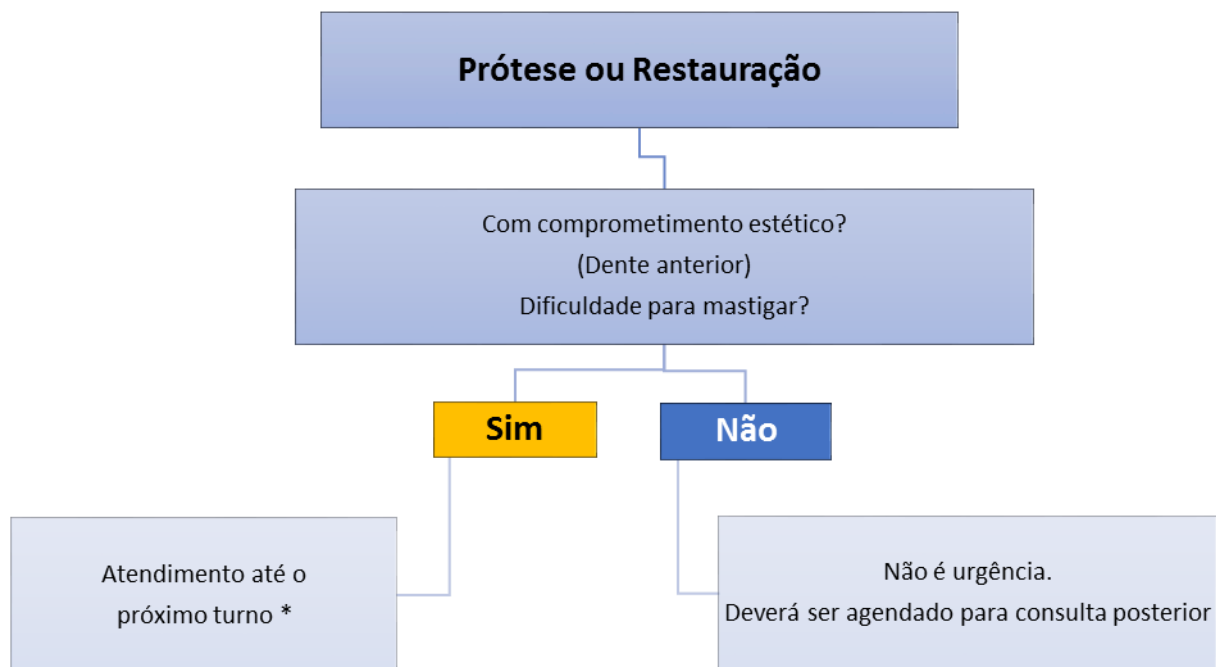 Prótese ou Restauração
Com comprometimento estético?
(Dente anterior)
Dificuldade para mastigar?
Sim
Não
Atendimento até o
próximo turno *
Não é urgência.
Deverá ser agendado para consulta posterior